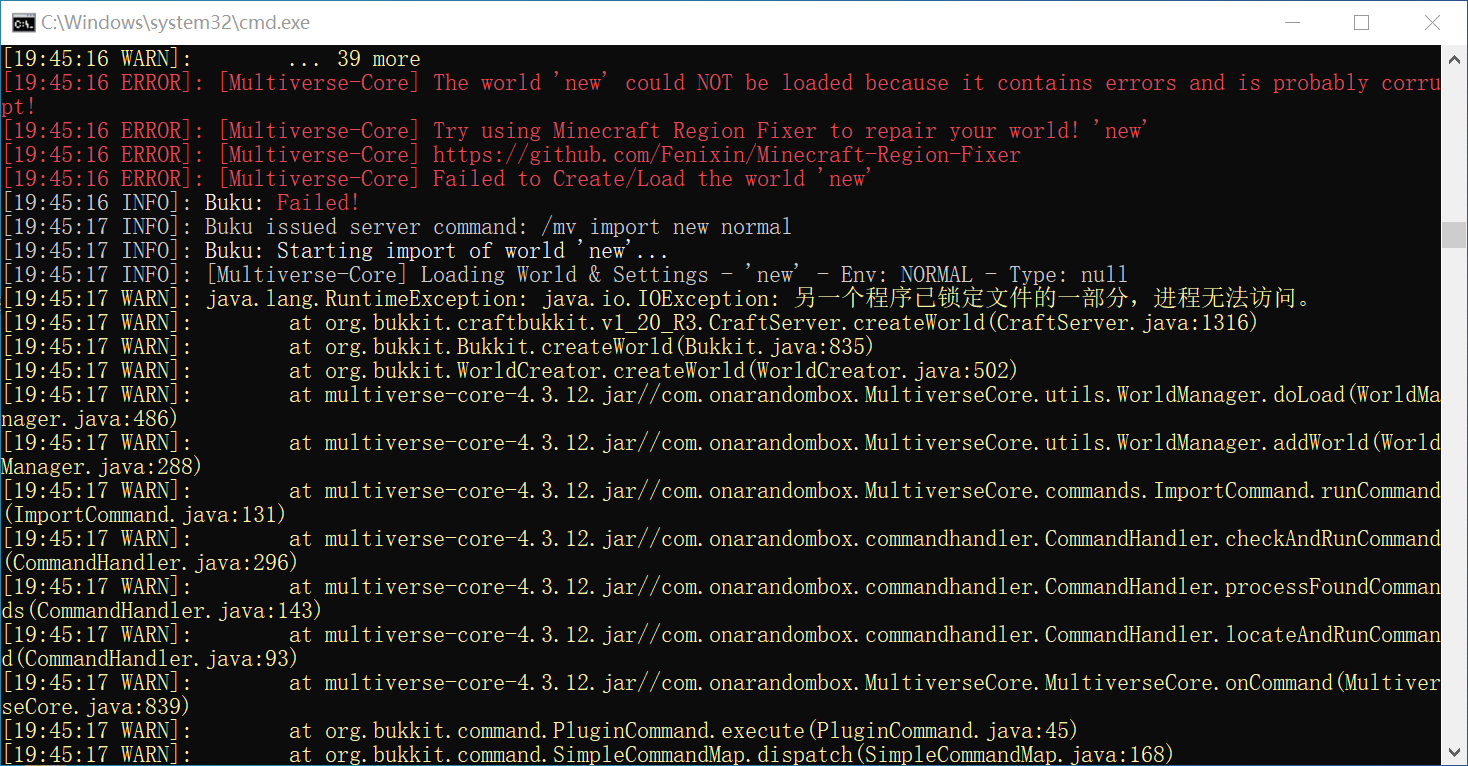 C:\Windows\system32\cmd.exe
[19:45:16 WARN]:        ... 39 more
[19:45:16 ERROR]: [Multiverse-Core] The world 'new' could NOT be loaded because it contains errors and is probably corru
pt!
[19:45:16 ERROR]: [Multiverse-Core] Try using Minecraft Region Fixer to repair your world! 'new'
[19:45:16 ERROR]: [Multiverse-Core] https://github.com/Fenixin/Minecraft-Region-Fixer
[19:45:16 ERROR]: [Multiverse-Core] Failed to Create/Load the world 'new'
[19:45:16 INFO]: Buku: Failed!
[19:45:17 INFO]: Buku issued server command: /mv import new normal
[19:45:17 INFO]: Buku: Starting import of world 'new'...
[19:45:17 INFO]: [Multiverse-Core] Loading World & Settings - 'new' - Env: NORMAL - Type: null
[19:45:17 WARN]: java.lang.RuntimeException: java.io.IOException: 另一个程序已锁定文件的一部分，进程无法访问。
[19:45:17 WARN]:        at org.bukkit.craftbukkit.v1_20_R3.CraftServer.createWorld(CraftServer.java:1316)
[19:45:17 WARN]:        at org.bukkit.Bukkit.createWorld(Bukkit.java:835)
[19:45:17 WARN]:        at org.bukkit.WorldCreator.createWorld(WorldCreator.java:502)
[19:45:17 WARN]:        at multiverse-core-4.3.12.jar//com.onarandombox.MultiverseCore.utils.WorldManager.doLoad(WorldMa
nager.java:486)
[19:45:17 WARN]:        at multiverse-core-4.3.12.jar//com.onarandombox.MultiverseCore.utils.WorldManager.addWorld(World
Manager.java:288)
[19:45:17 WARN]:        at multiverse-core-4.3.12.jar//com.onarandombox.MultiverseCore.commands.ImportCommand.runCommand
(ImportCommand.java:131)
[19:45:17 WARN]:        at multiverse-core-4.3.12.jar//com.onarandombox.commandhandler.CommandHandler.checkAndRunCommand
(CommandHandler.java:296)
[19:45:17 WARN]:        at multiverse-core-4.3.12.jar//com.onarandombox.commandhandler.CommandHandler.processFoundComman
ds(CommandHandler.java:143)
[19:45:17 WARN]:        at multiverse-core-4.3.12.jar//com.onarandombox.commandhandler.CommandHandler.locateAndRunComman
d(CommandHandler.java:93)
[19:45:17 WARN]:        at multiverse-core-4.3.12.jar//com.onarandombox.MultiverseCore.MultiverseCore.onCommand(Multiver
seCore.java:839)
[19:45:17 WARN]:        at org.bukkit.command.PluginCommand.execute(PluginCommand.java:45)
[19:45:17 WARN]:        at org.bukkit.command.SimpleCommandMap.dispatch(SimpleCommandMap.java:168)